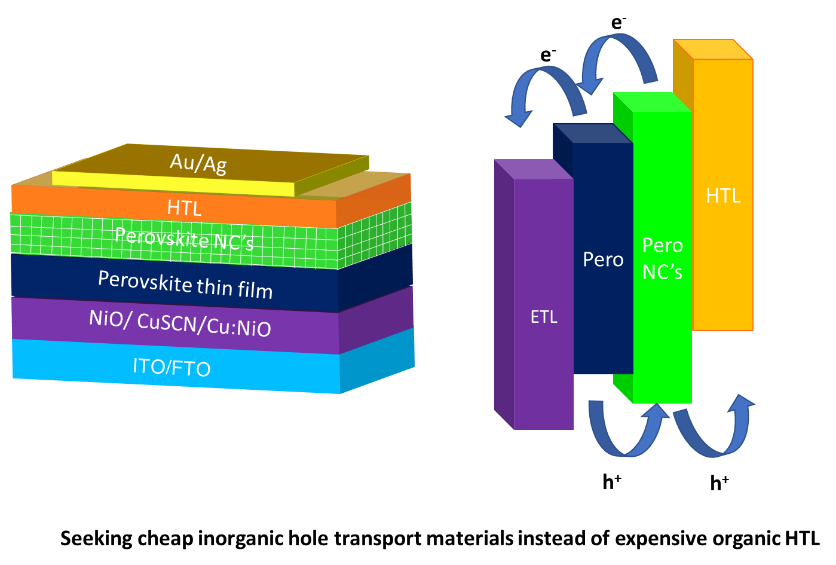 Au/Ag
HTL
Perovskite NC's
Perovskite thin film
NiO/ CuSCN/Cu:NiO
ITO/FTO
e-
e-
HTL
Pero
NC's
Pero
ETL
h+
h+
Seeking cheap inorganic hole transport materials instead of expensive organic HTL